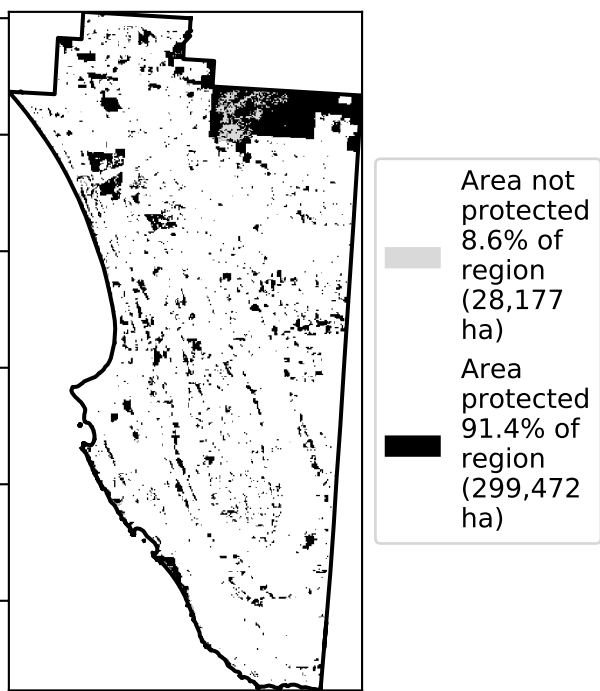 Area not
protected
8.6% of
region
(28,177
ha)
Area
protected
91.4% of
region
(299,472
ha)